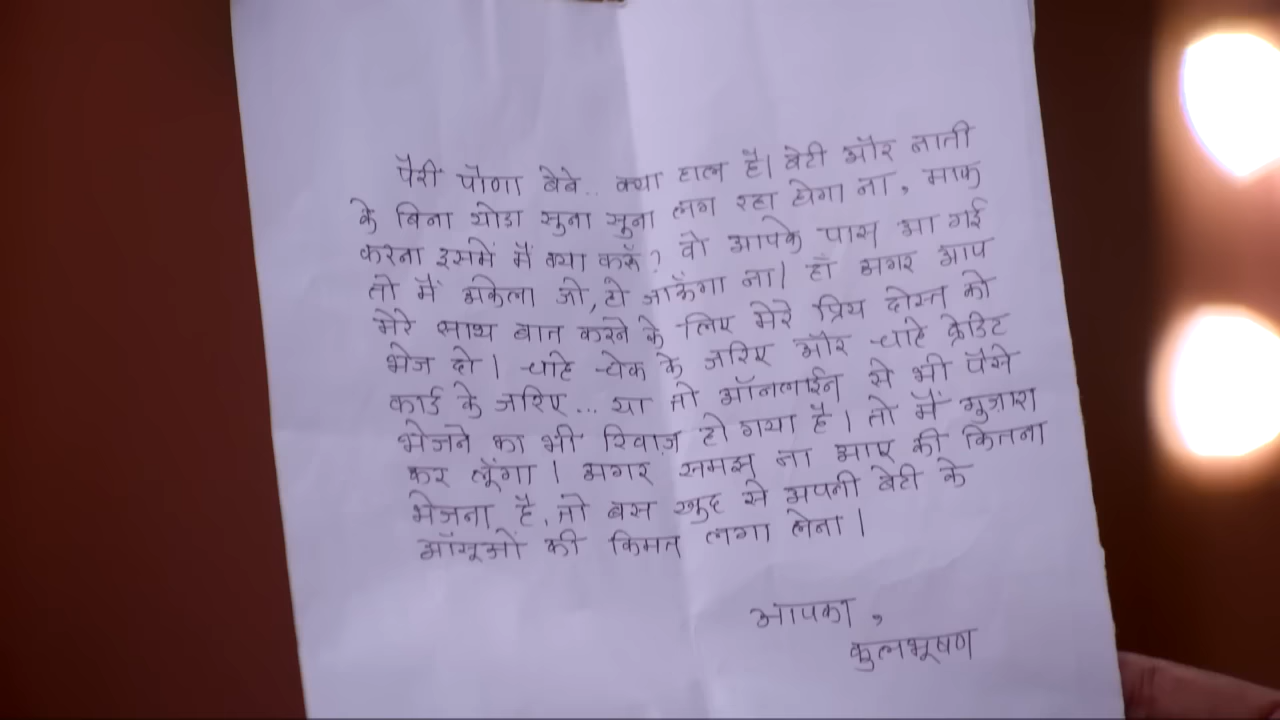 पैरी पौणा बेबे.. क्या हाल है। बेटी और नाती
के बिना थोडा सुना सुना लग रहा होगा ना, माफ
करना इसमें मैं क्या करूँ? वो आपके पास आ गई
तो मैं अकेला जो, हो जाऊँगा ना। हाँ अगर आप
मेरे साथ बात करने के लिए मेरे प्रिय दोस्त को
भेज दो। चाहे चेक के जरिए और चाहे क्रेडिट
कार्ड के जरिए... या तो ऑनलाईन से भी पैसे
भेजने का भी रिवाज़ हो गया है। तो मैं गुज़ारा
कर लूँगा। अगर समझ ना आए की कितना
भेजना है, तो बस खुद से अपनी बेटी के
आँसूओं की किमत लगा लेना।
आपका,
कुलभूषण